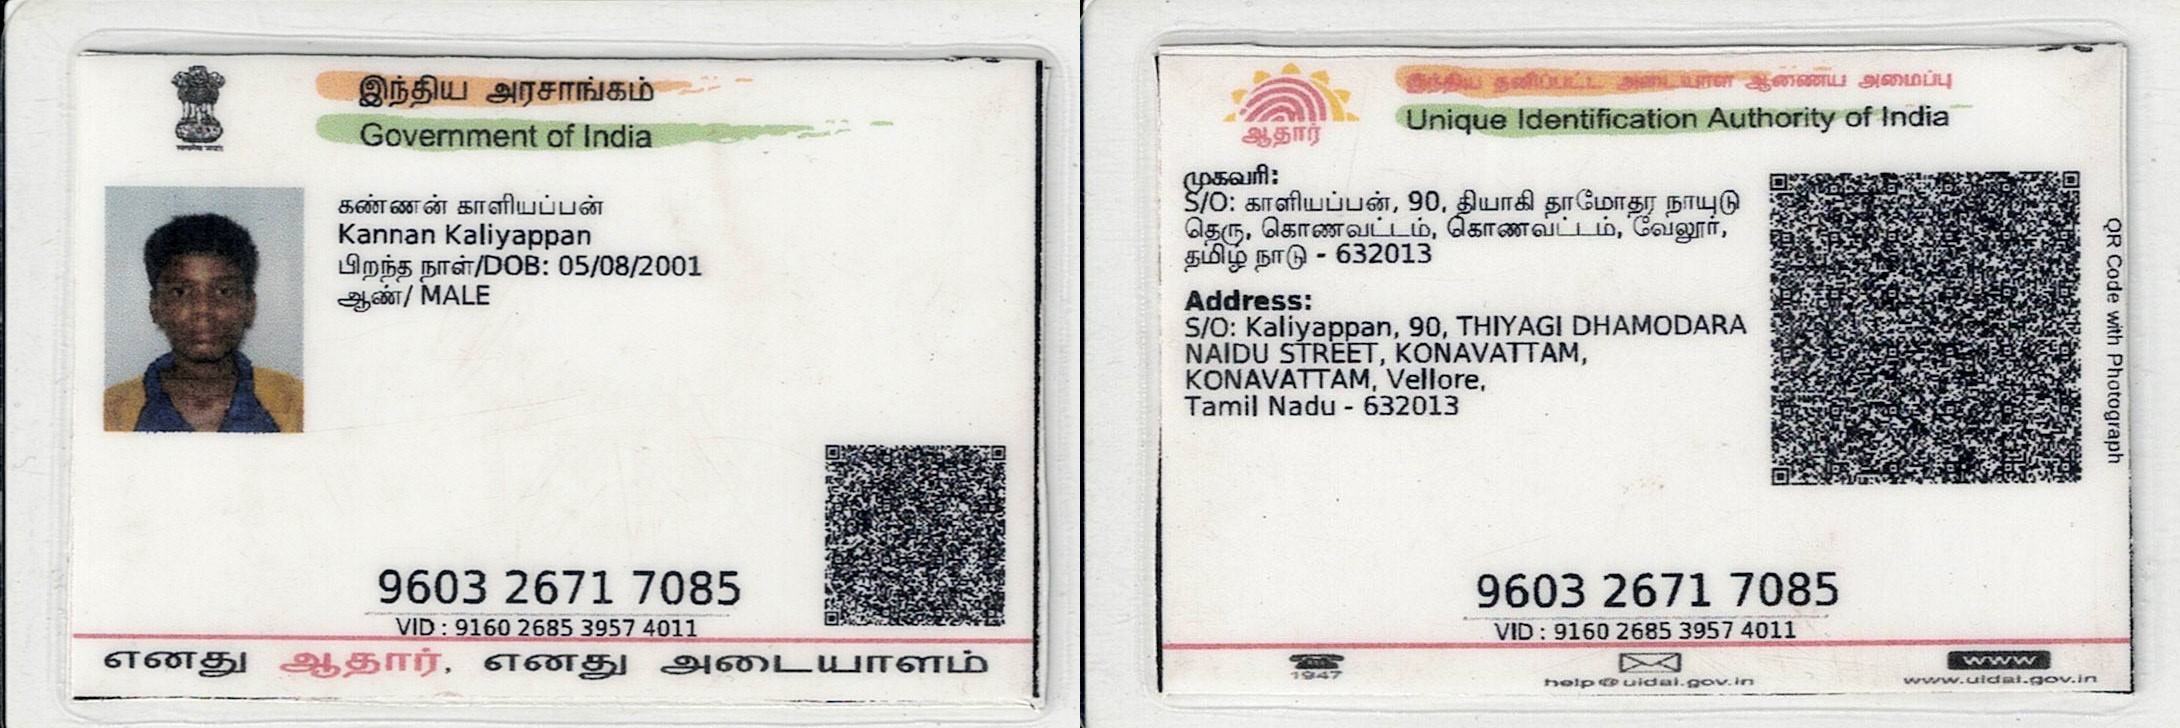 இந்திய அரசாங்கம்
Government of India
கண்ணன் காளியப்பன்
Kannan Kaliyappan
பிறந்த நாள்/DOB: 05/08/2001
ஆண்/ MALE
9603 2671 7085
VID : 9160 2685 3957 4011
எனது ஆதார், எனது அடையாளம்
இந்திய தனிப்பட்ட அடையாள ஆணைய அமைப்பு
Unique Identification Authority of India
ஆதார்
முகவரி:
S/O: காளியப்பன், 90, தியாகி தாமோதர நாயுடு
தெரு, கொணவட்டம், கொணவட்டம், வேலூர்,
தமிழ் நாடு - 632013
Address:
S/O: Kaliyappan, 90, THIYAGI DHAMODARA
NAIDU STREET, KONAVATTAM,
KONAVATTAM, Vellore,
Tamil Nadu - 632013
QR Code with Photograph
9603 2671 7085
VID : 9160 2685 3957 4011
1947
help@uidai.gov.in
www
www.uidai.gov.in